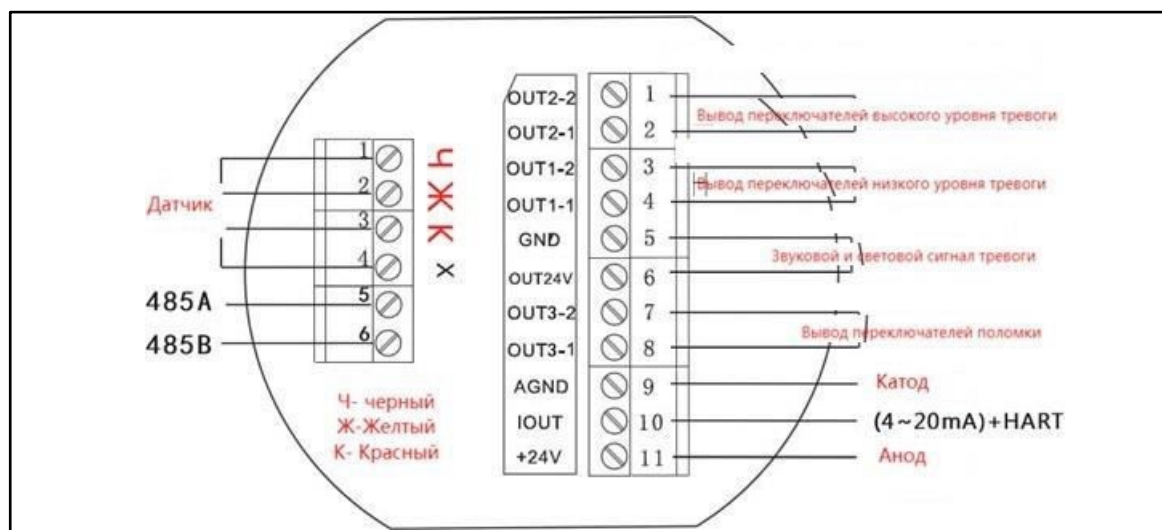 Датчик
485A
485B
1 Ч
2 Ж
3 К
4 х
5
6
Ч- черный
Ж-Желтый
К- Красный
OUT2-2 1
OUT2-1 2
Вывод переключателей высокого уровня тревоги
OUT1-2 3
OUT1-1 4
Вывод переключателей низкого уровня тревоги
GND 5
OUT24V 6
Звуковой и световой сигнал тревоги
OUT3-2 7
OUT3-1 8
Вывод переключателей поломки
AGND 9 Катод
IOUT 10 (4~20mA)+HART
+24V 11 Анод